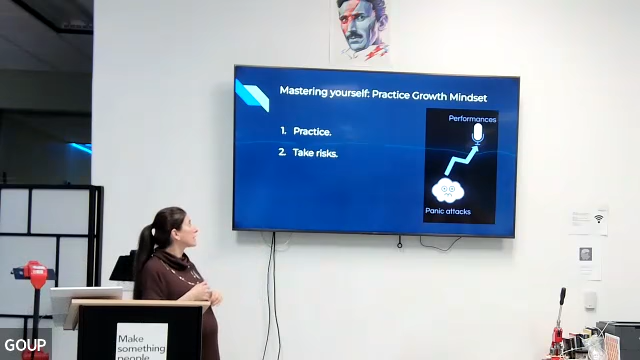 Mastering yourself: Practice Growth Mindset
1. Practice.
2. Take risks.
Performances
Panic attacks
Make
something
people
GOUP